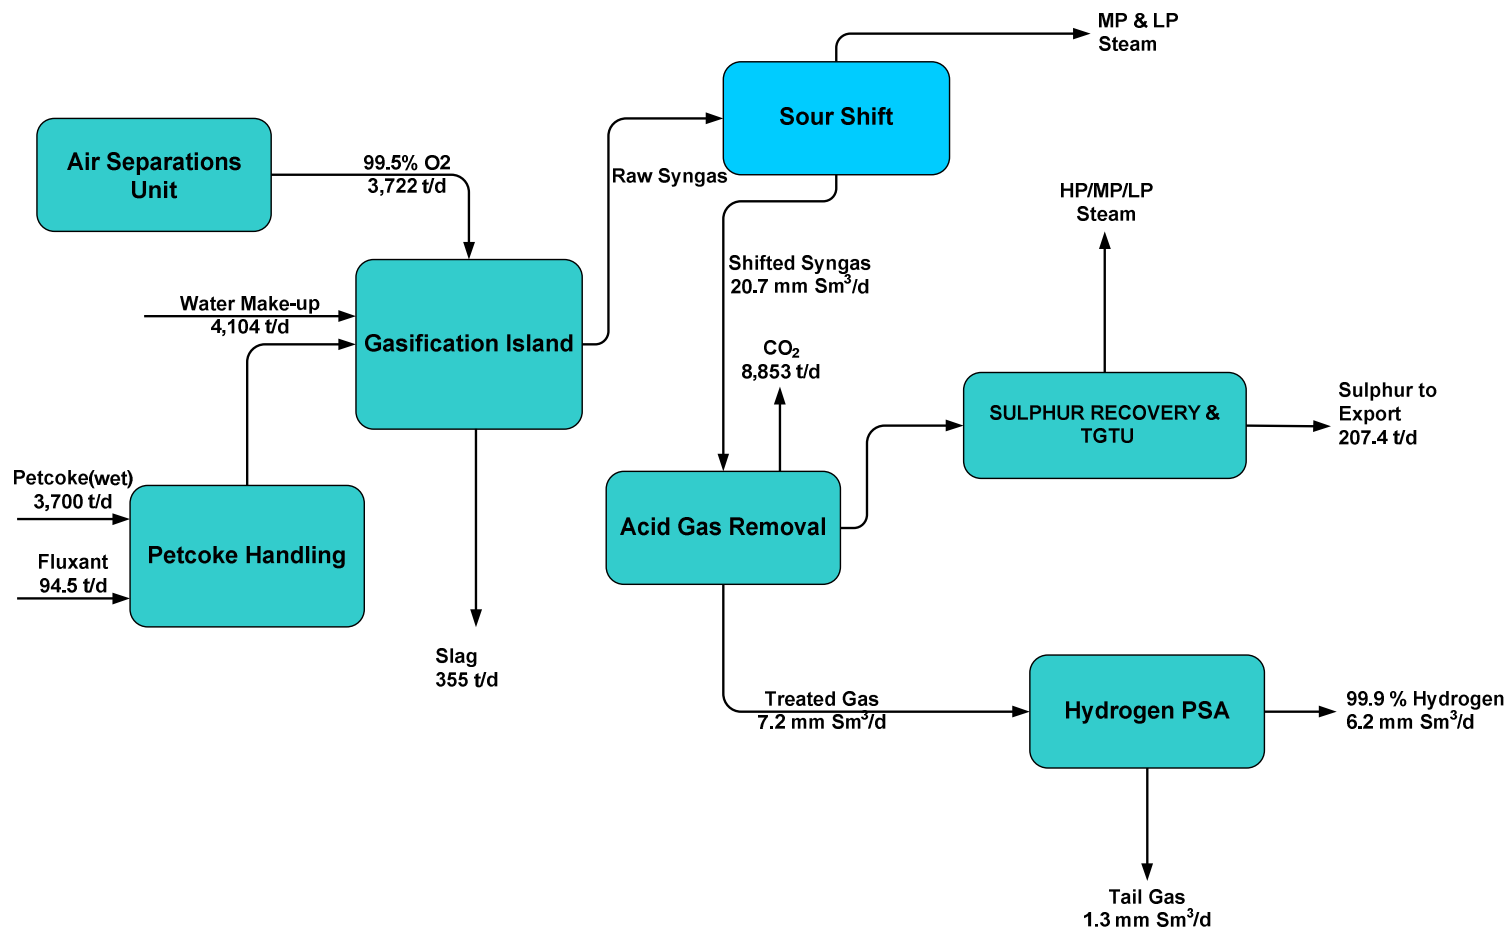 MP & LP
Steam
Sour Shift
Air Separations
Unit
99.5% O2
3,722 t/d
Raw Syngas
HP/MP/LP
Steam
Shifted Syngas
20.7 mm Sm³/d
Water Make-up
4,104 t/d
Gasification Island
CO₂
8,853 t/d
SULPHUR RECOVERY &
TGTU
Sulphur to
Export
207.4 t/d
Petcoke(wet)
3,700 t/d
Fluxant
94.5 t/d
Petcoke Handling
Acid Gas Removal
Slag
355 t/d
Treated Gas
7.2 mm Sm³/d
Hydrogen PSA
99.9 % Hydrogen
6.2 mm Sm³/d
Tail Gas
1.3 mm Sm³/d